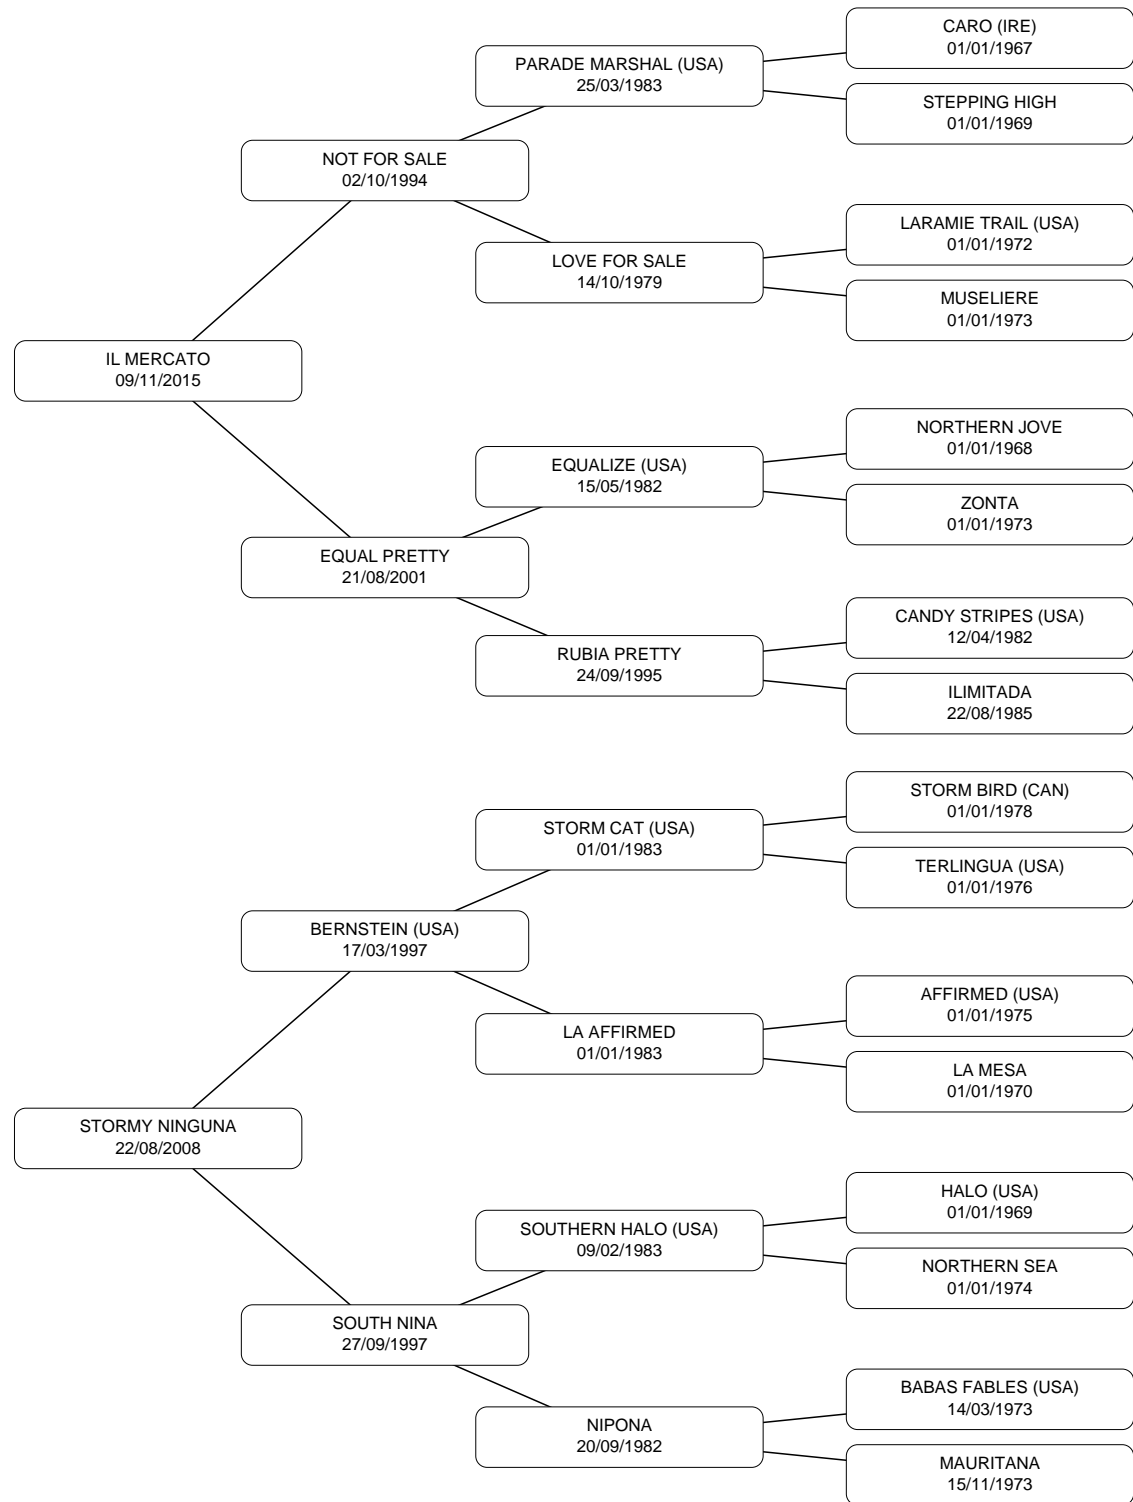 CARO (IRE)
01/01/1967
PARADE MARSHAL (USA)
25/03/1983
STEPPING HIGH
01/01/1969
NOT FOR SALE
02/10/1994
LARAMIE TRAIL (USA)
01/01/1972
LOVE FOR SALE
14/10/1979
MUSELIERE
01/01/1973
IL MERCATO
09/11/2015
NORTHERN JOVE
01/01/1968
EQUALIZE (USA)
15/05/1982
ZONTA
01/01/1973
EQUAL PRETTY
21/08/2001
CANDY STRIPES (USA)
12/04/1982
RUBIA PRETTY
24/09/1995
ILIMITADA
22/08/1985
STORM BIRD (CAN)
01/01/1978
STORM CAT (USA)
01/01/1983
TERLINGUA (USA)
01/01/1976
BERNSTEIN (USA)
17/03/1997
AFFIRMED (USA)
01/01/1975
LA AFFIRMED
01/01/1983
LA MESA
01/01/1970
STORMY NINGUNA
22/08/2008
HALO (USA)
01/01/1969
SOUTHERN HALO (USA)
09/02/1983
NORTHERN SEA
01/01/1974
SOUTH NINA
27/09/1997
BABAS FABLES (USA)
14/03/1973
NIPONA
20/09/1982
MAURITANA
15/11/1973